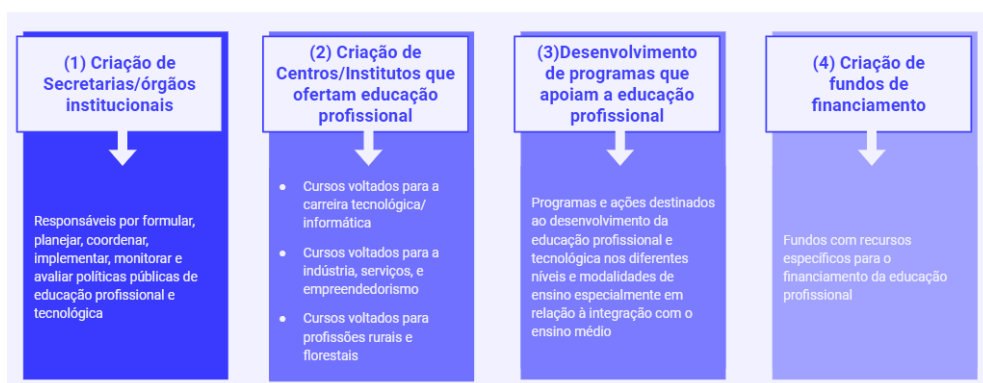 (1) Criação de
Secretarias/órgãos
institucionais
Responsáveis por formular,
planejar, coordenar,
implementar, monitorar e
avaliar políticas públicas de
educação profissional e
tecnológica
(2) Criação de
Centros/Institutos que
ofertam educação
profissional
● Cursos voltados para a
carreira tecnológica/
informática
● Cursos voltados para a
indústria, serviços, e
empreendedorismo
● Cursos voltados para
profissões rurais e
florestais
(3)Desenvolvimento
de programas que
apoiam a educação
profissional
Programas e ações destinados
ao desenvolvimento da
educação profissional e
tecnológica nos diferentes
níveis e modalidades de
ensino especialmente em
relação à integração com o
ensino médio
(4) Criação de
fundos de
financiamento
Fundos com recursos
específicos para o
financiamento da educação
profissional